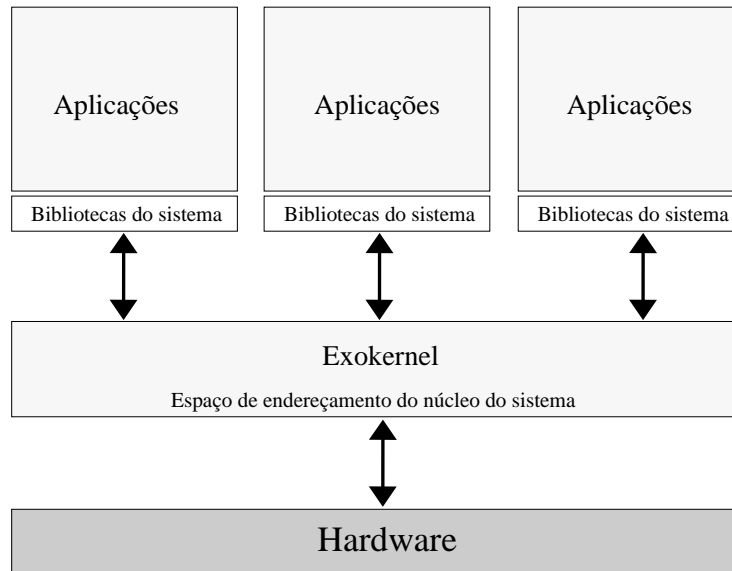 Aplicações
Aplicações
Aplicações
Bibliotecas do sistema
Bibliotecas do sistema
Bibliotecas do sistema
Exokernel
Espaço de endereçamento do núcleo do sistema
Hardware